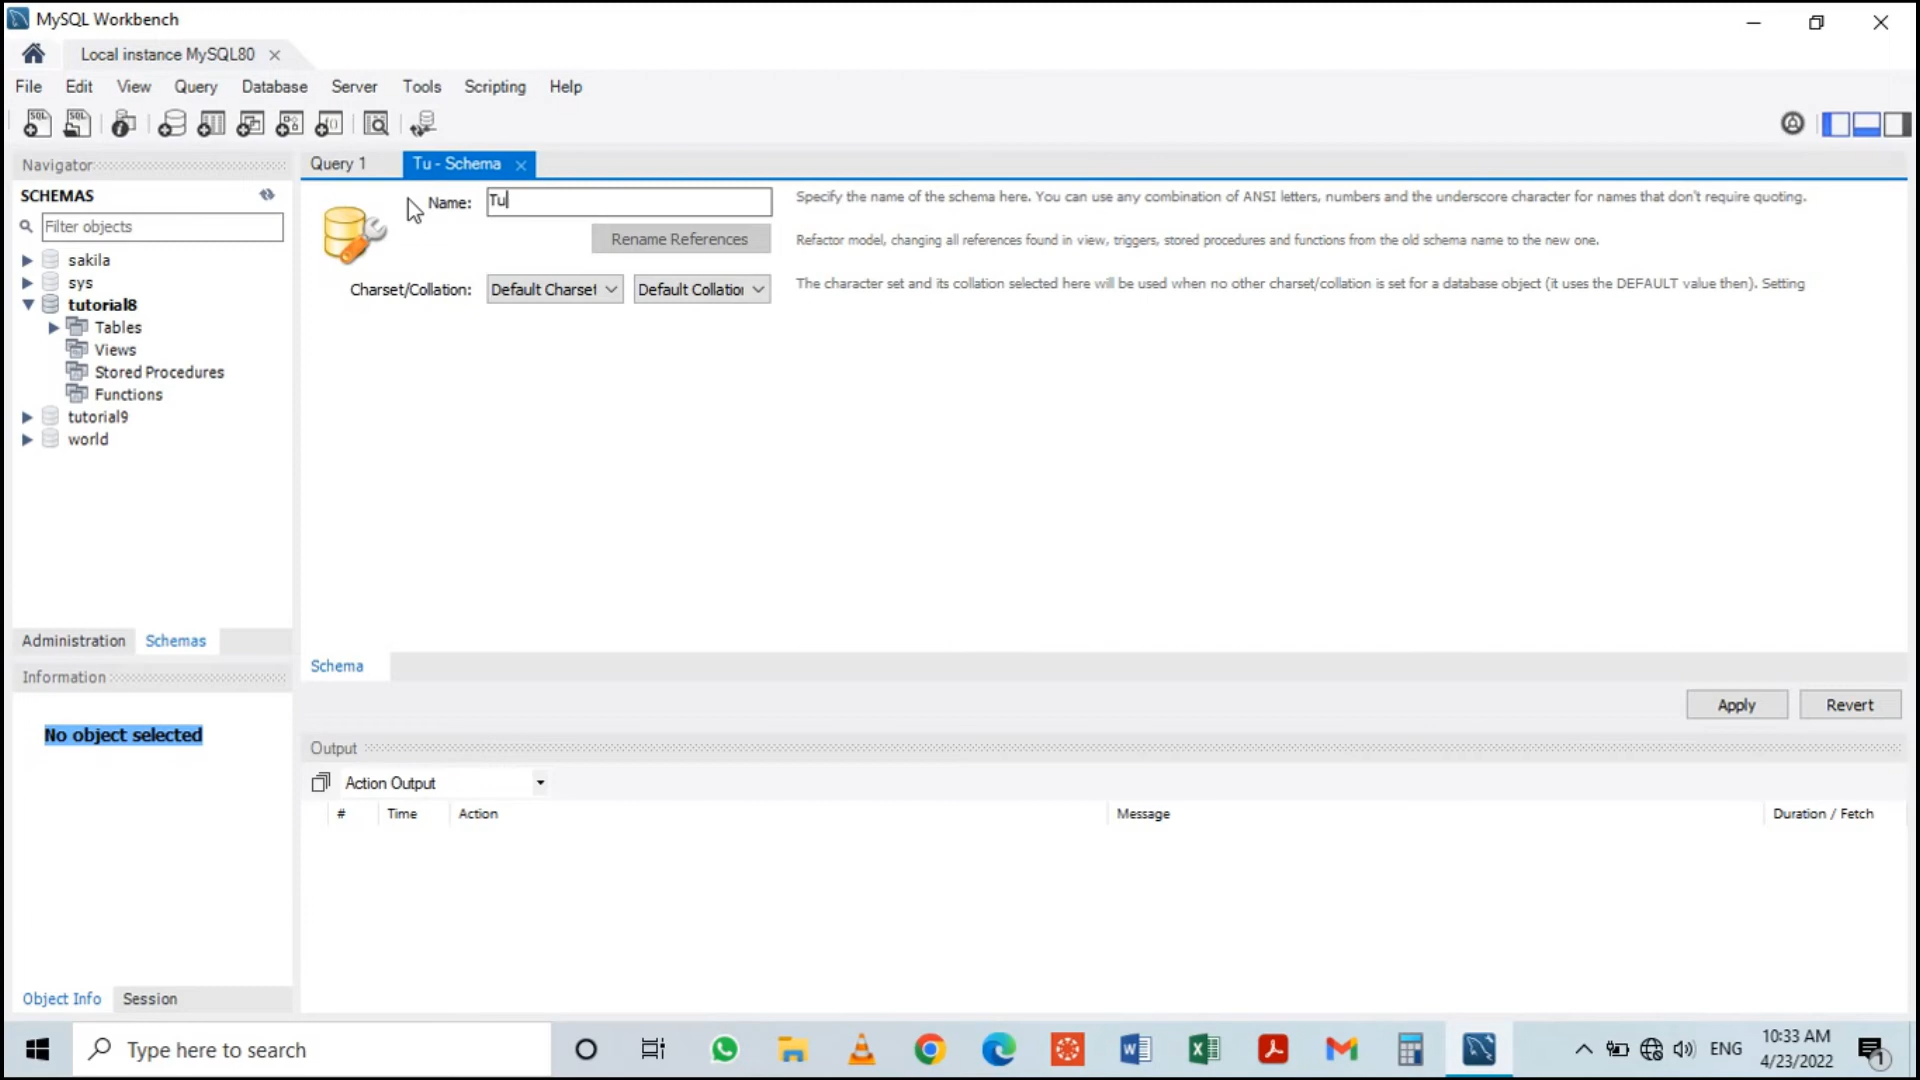 MySQL Workbench
Local instance MySQL80
File Edit View Query Database Server Tools Scripting Help
Navigator
SCHEMAS
Filter objects
sakila
sys
tutorial8
Tables
Views
Stored Procedures
Functions
tutorial9
world
Administration Schemas
Information
No object selected
Object Info Session
Query 1 Tu - Schema
Name: Tu Specify the name of the schema here. You can use any combination of ANSI letters, numbers and the underscore character for names that don't require quoting.
Rename References Refactor model, changing all references found in view, triggers, stored procedures and functions from the old schema name to the new one.
Charset/Collation: Default Charset Default Collation The character set and its collation selected here will be used when no other charset/collation is set for a database object (it uses the DEFAULT value then). Setting
Schema
Apply Revert
Output
Action Output
# Time Action Message Duration / Fetch
Type here to search
ENG
10:33 AM
4/23/2022
1